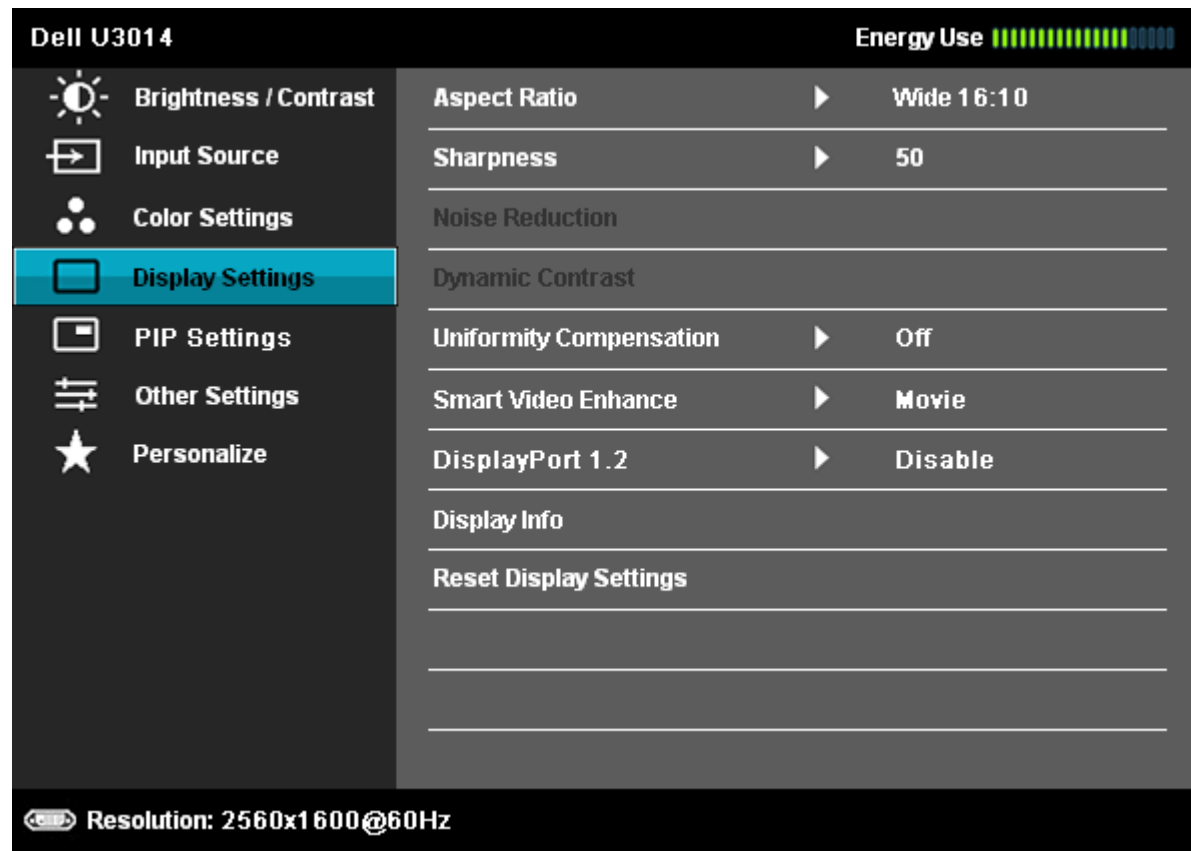 Dell U3014 Energy Use
Brightness / Contrast
Input Source
Color Settings
Display Settings
PIP Settings
Other Settings
Personalize
Aspect Ratio Wide 16:10
Sharpness 50
Noise Reduction
Dynamic Contrast
Uniformity Compensation Off
Smart Video Enhance Movie
DisplayPort 1.2 Disable
Display Info
Reset Display Settings
Resolution: 2560x1600@60Hz